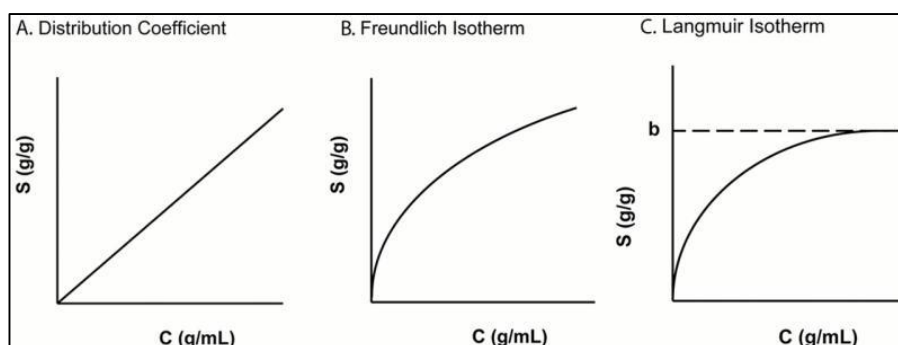 A. Distribution Coefficient
B. Freundlich Isotherm
C. Langmuir Isotherm
S (g/g)
C (g/mL)
S (g/g)
C (g/mL)
b
S (g/g)
C (g/mL)